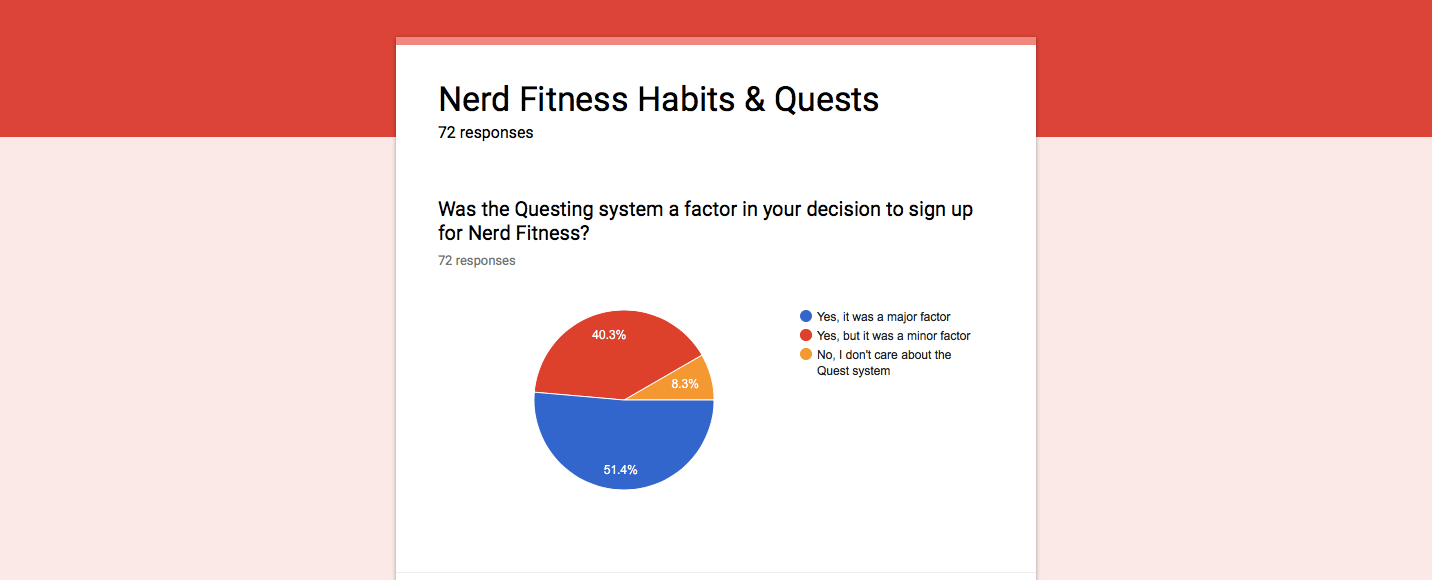 Nerd Fitness Habits & Quests
72 responses
Was the Questing system a factor in your decision to sign up
for Nerd Fitness?
72 responses
40.3%
8.3%
51.4%
Yes, it was a major factor
Yes, but it was a minor factor
No, I don't care about the
Quest system